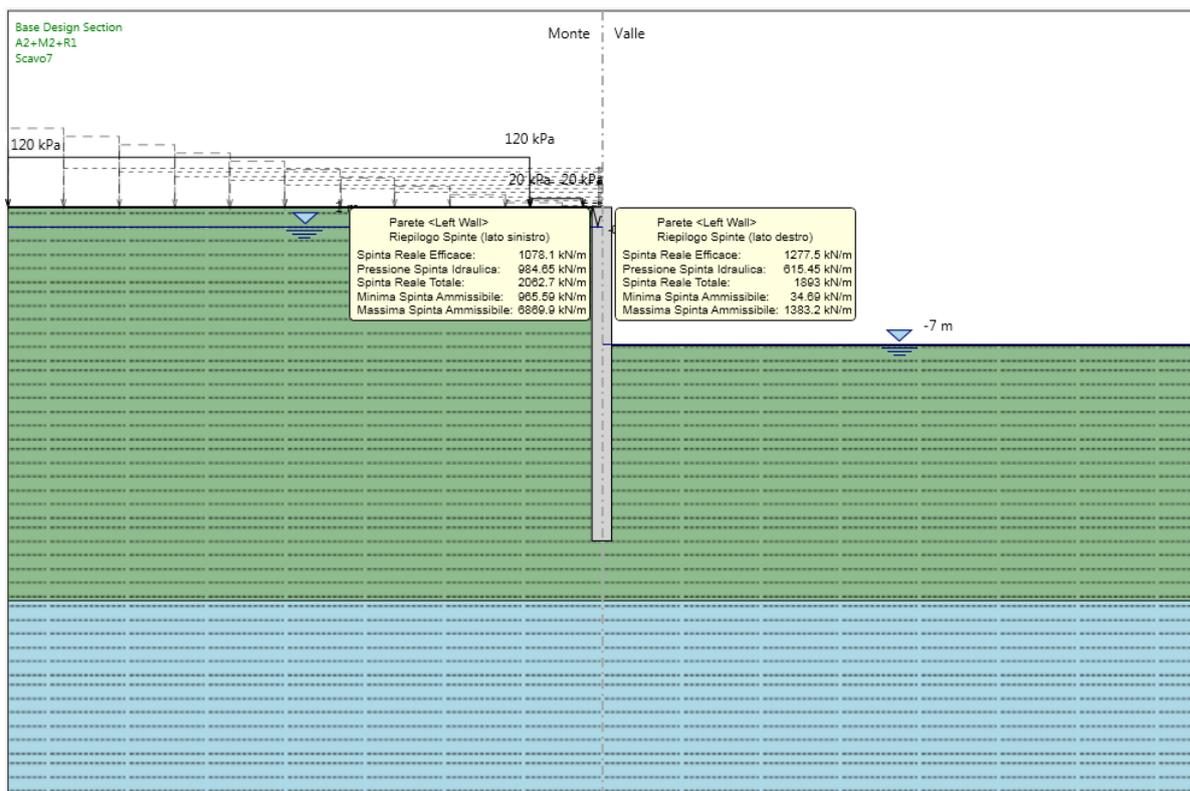 Base Design Section
A2+M2+R1
Scavo7
Monte
Valle
120 kPa
120 kPa
20 kPa
20 kPa
Parete <Left Wall>
Riepilogo Spinte (lato sinistro)
Spinta Reale Efficace: 1078.1 kN/m
Pressione Spinta Idraulica: 984.65 kN/m
Spinta Reale Totale: 2062.7 kN/m
Minima Spinta Ammissibile: 965.59 kN/m
Massima Spinta Ammissibile: 6869.9 kN/m
Parete <Left Wall>
Riepilogo Spinte (lato destro)
Spinta Reale Efficace: 1277.5 kN/m
Pressione Spinta Idraulica: 615.45 kN/m
Spinta Reale Totale: 1893 kN/m
Minima Spinta Ammissibile: 34.69 kN/m
Massima Spinta Ammissibile: 1383.2 kN/m
-7 m